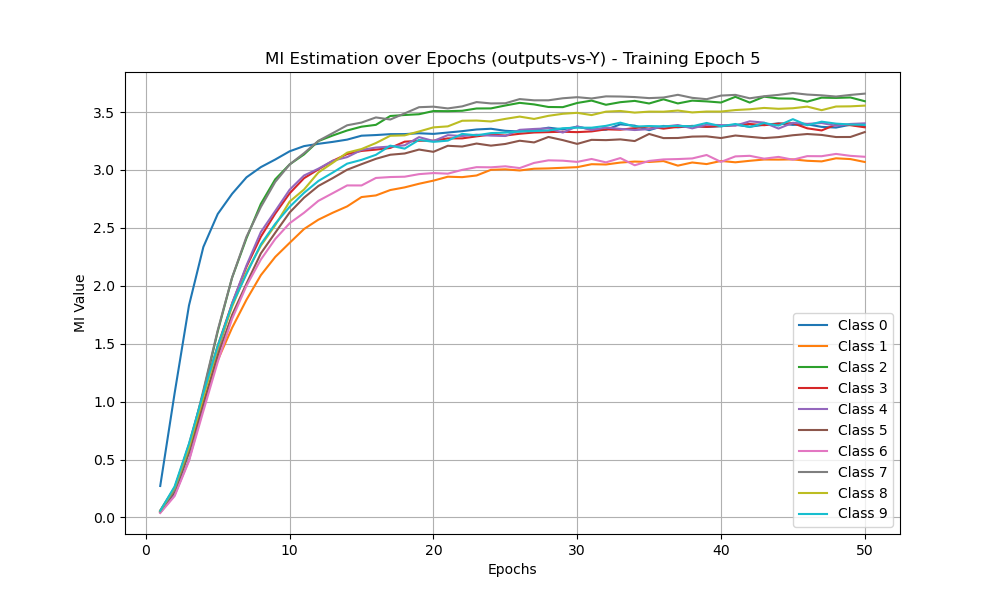 MI Estimation over Epochs (outputs-vs-Y) - Training Epoch 5
MI Value
3.5
3.0
2.5
2.0
1.5
1.0
0.5
0.0
0
10
20
30
40
50
Epochs
Class 0
Class 1
Class 2
Class 3
Class 4
Class 5
Class 6
Class 7
Class 8
Class 9